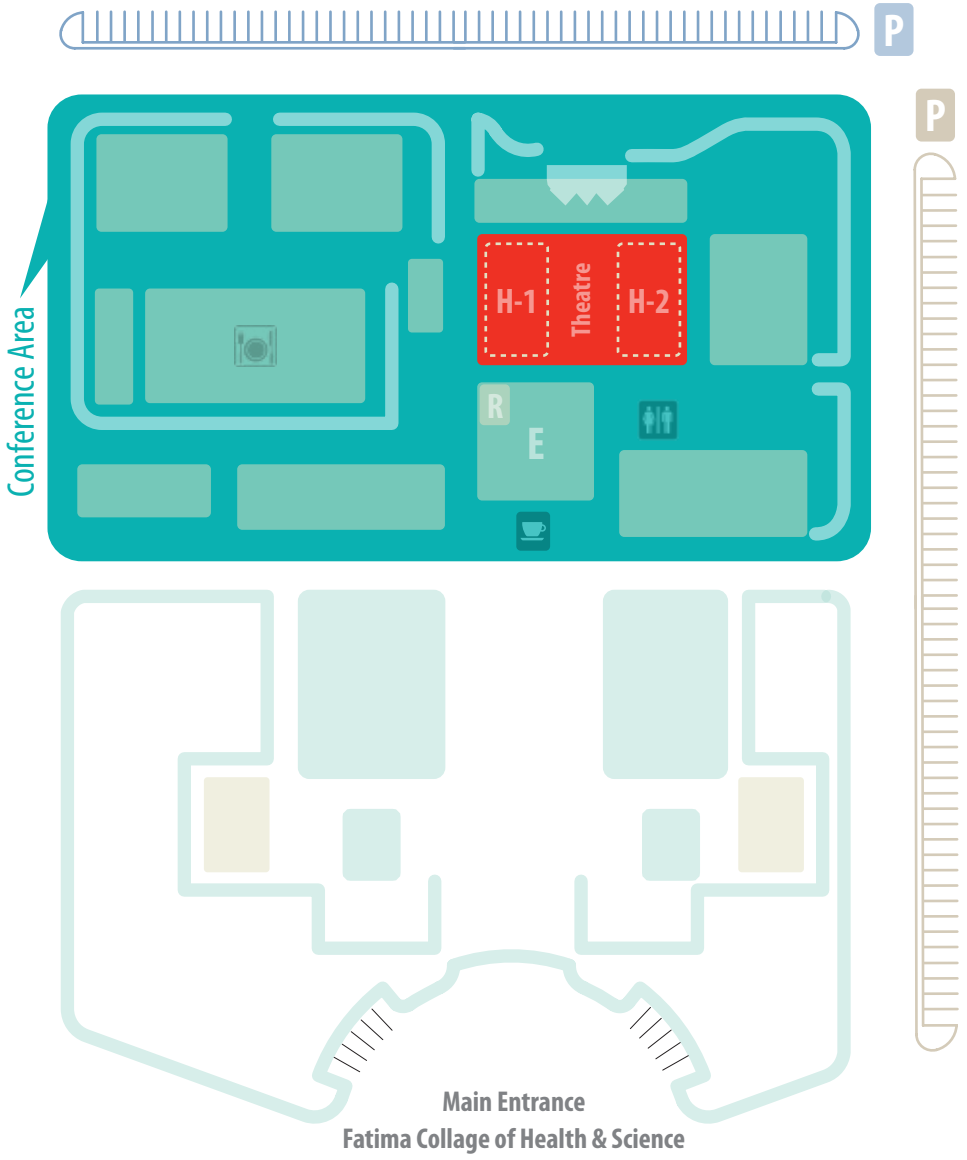 P
P
H-1
Theatre
H-2
R
E
Conference Area
Main Entrance
Fatima Collage of Health & Science